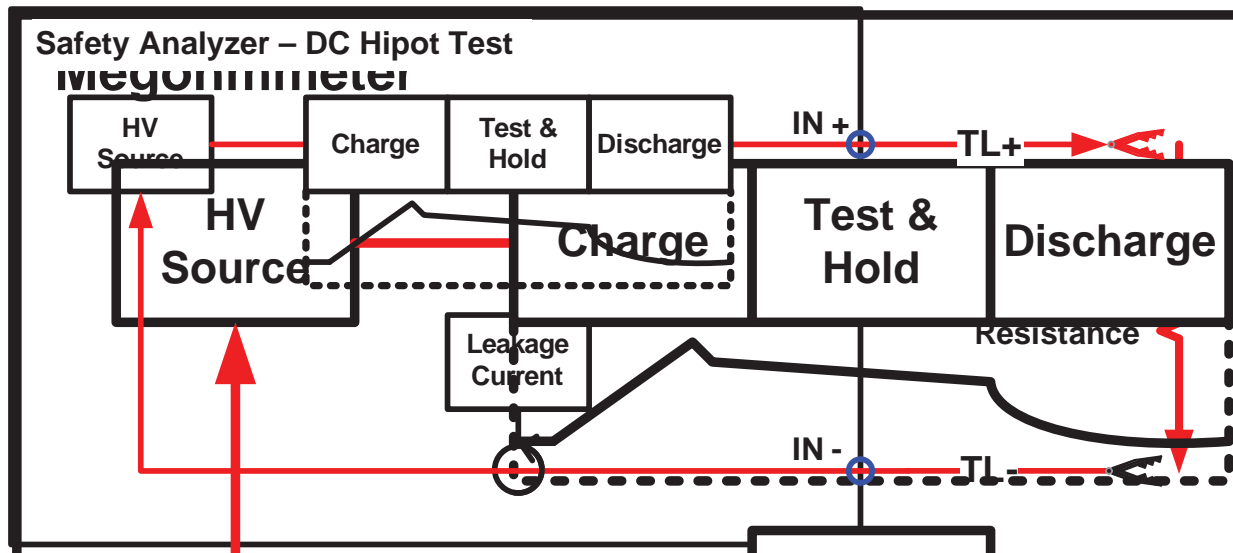 Safety Analyzer – DC Hipot Test
Megohmmeter
HV
Source
Charge
Test &
Hold
Discharge
IN +
TL+
HV
Source
Charge
Test &
Hold
Discharge
Resistance
Leakage
Current
IN -
TL-